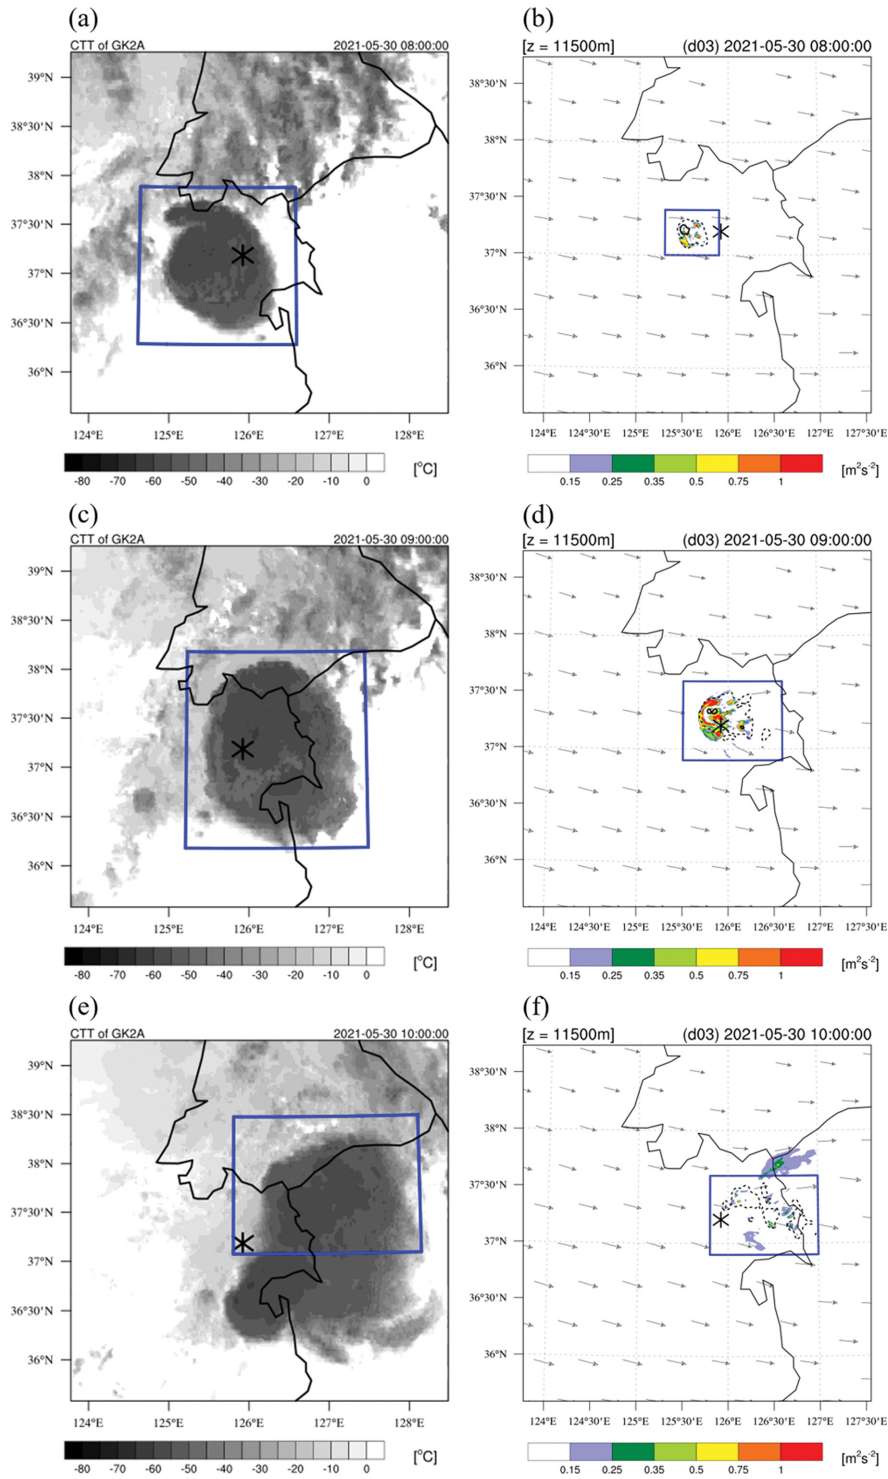 (a)
CTT of GK2A 2021-05-30 08:00:00
39°N
38°30'N
38°N
37°30'N
37°N
36°30'N
36°N
124°E 125°E 126°E 127°E 128°E
-80 -70 -60 -50 -40 -30 -20 -10 0 [°C]
(b)
[z = 11500m] (d03) 2021-05-30 08:00:00
38°30'N
38°N
37°30'N
37°N
36°30'N
36°N
124°E 124°30'E 125°E 125°30'E 126°E 126°30'E 127°E 127°30'E
0.15 0.25 0.35 0.5 0.75 1 [m²s⁻²]
(c)
CTT of GK2A 2021-05-30 09:00:00
39°N
38°30'N
38°N
37°30'N
37°N
36°30'N
36°N
124°E 125°E 126°E 127°E 128°E
-80 -70 -60 -50 -40 -30 -20 -10 0 [°C]
(d)
[z = 11500m] (d03) 2021-05-30 09:00:00
38°30'N
38°N
37°30'N
37°N
36°30'N
36°N
124°E 124°30'E 125°E 125°30'E 126°E 126°30'E 127°E 127°30'E
0.15 0.25 0.35 0.5 0.75 1 [m²s⁻²]
(e)
CTT of GK2A 2021-05-30 10:00:00
39°N
38°30'N
38°N
37°30'N
37°N
36°30'N
36°N
124°E 125°E 126°E 127°E 128°E
-80 -70 -60 -50 -40 -30 -20 -10 0 [°C]
(f)
[z = 11500m] (d03) 2021-05-30 10:00:00
38°30'N
38°N
37°30'N
37°N
36°30'N
36°N
124°E 124°30'E 125°E 125°30'E 126°E 126°30'E 127°E 127°30'E
0.15 0.25 0.35 0.5 0.75 1 [m²s⁻²]